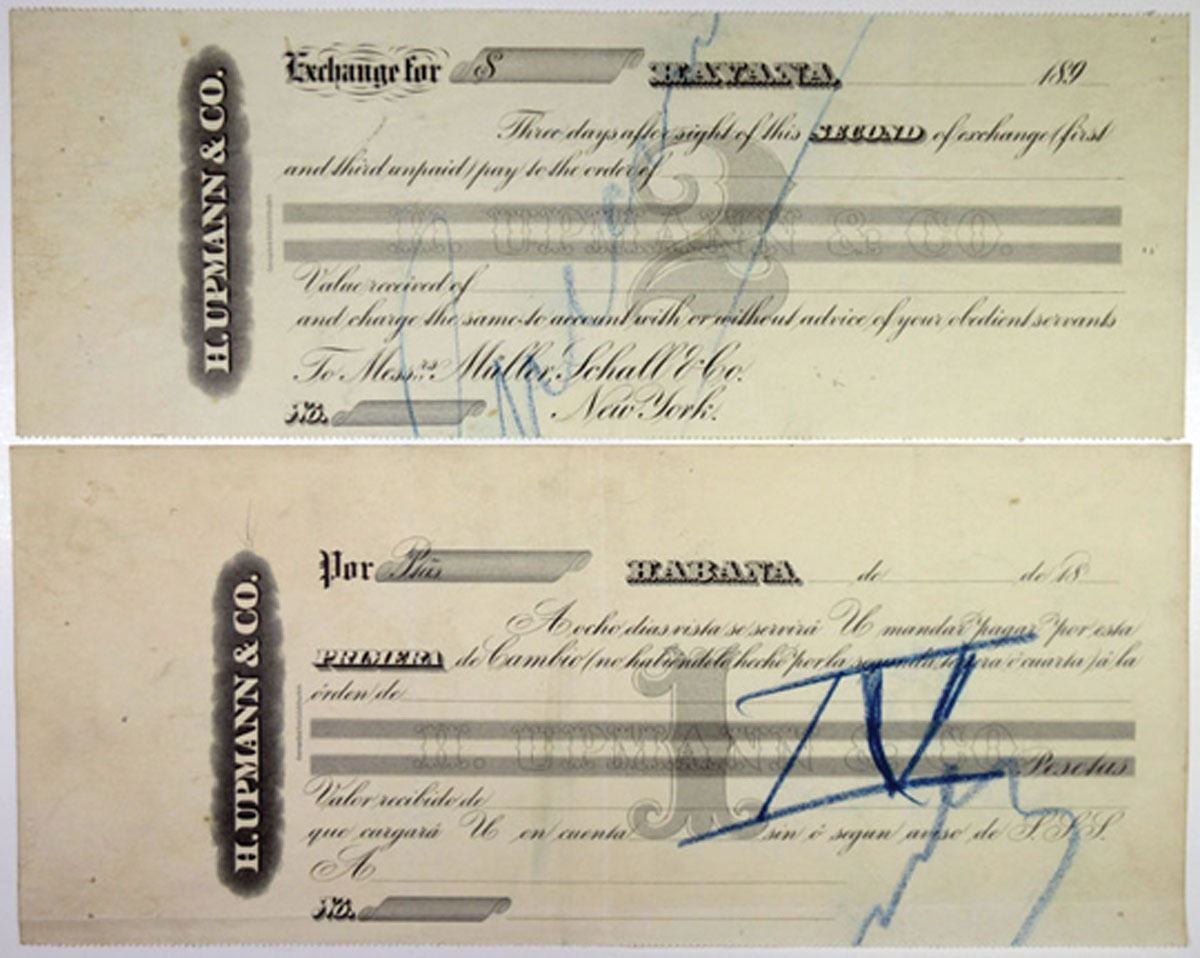 H. UPMANN & CO.
Exchange for $ HAVANA, 189
Three days after sight of this SECOND of exchange (first
and third unpaid) pay to the order of
2
H. UPMANN & CO.
Value received of
and charge the same to account with or without advice of your obedient servants
To Messrs. Müller, Schall & Co.
No. New York.
H. UPMANN & CO.
Por Ptas HABANA de de 18
A ocho dias vista se servirá U mandar pagar por esta
PRIMERA de Cambio (no habiendolo hecho por la segunda, tercera ó cuarta) á la
órden de
1
H. UPMANN & CO.
Pesetas
Valor recibido de
que cargará U en cuenta sin ó segun aviso de S.S.S.
A
No.
IV